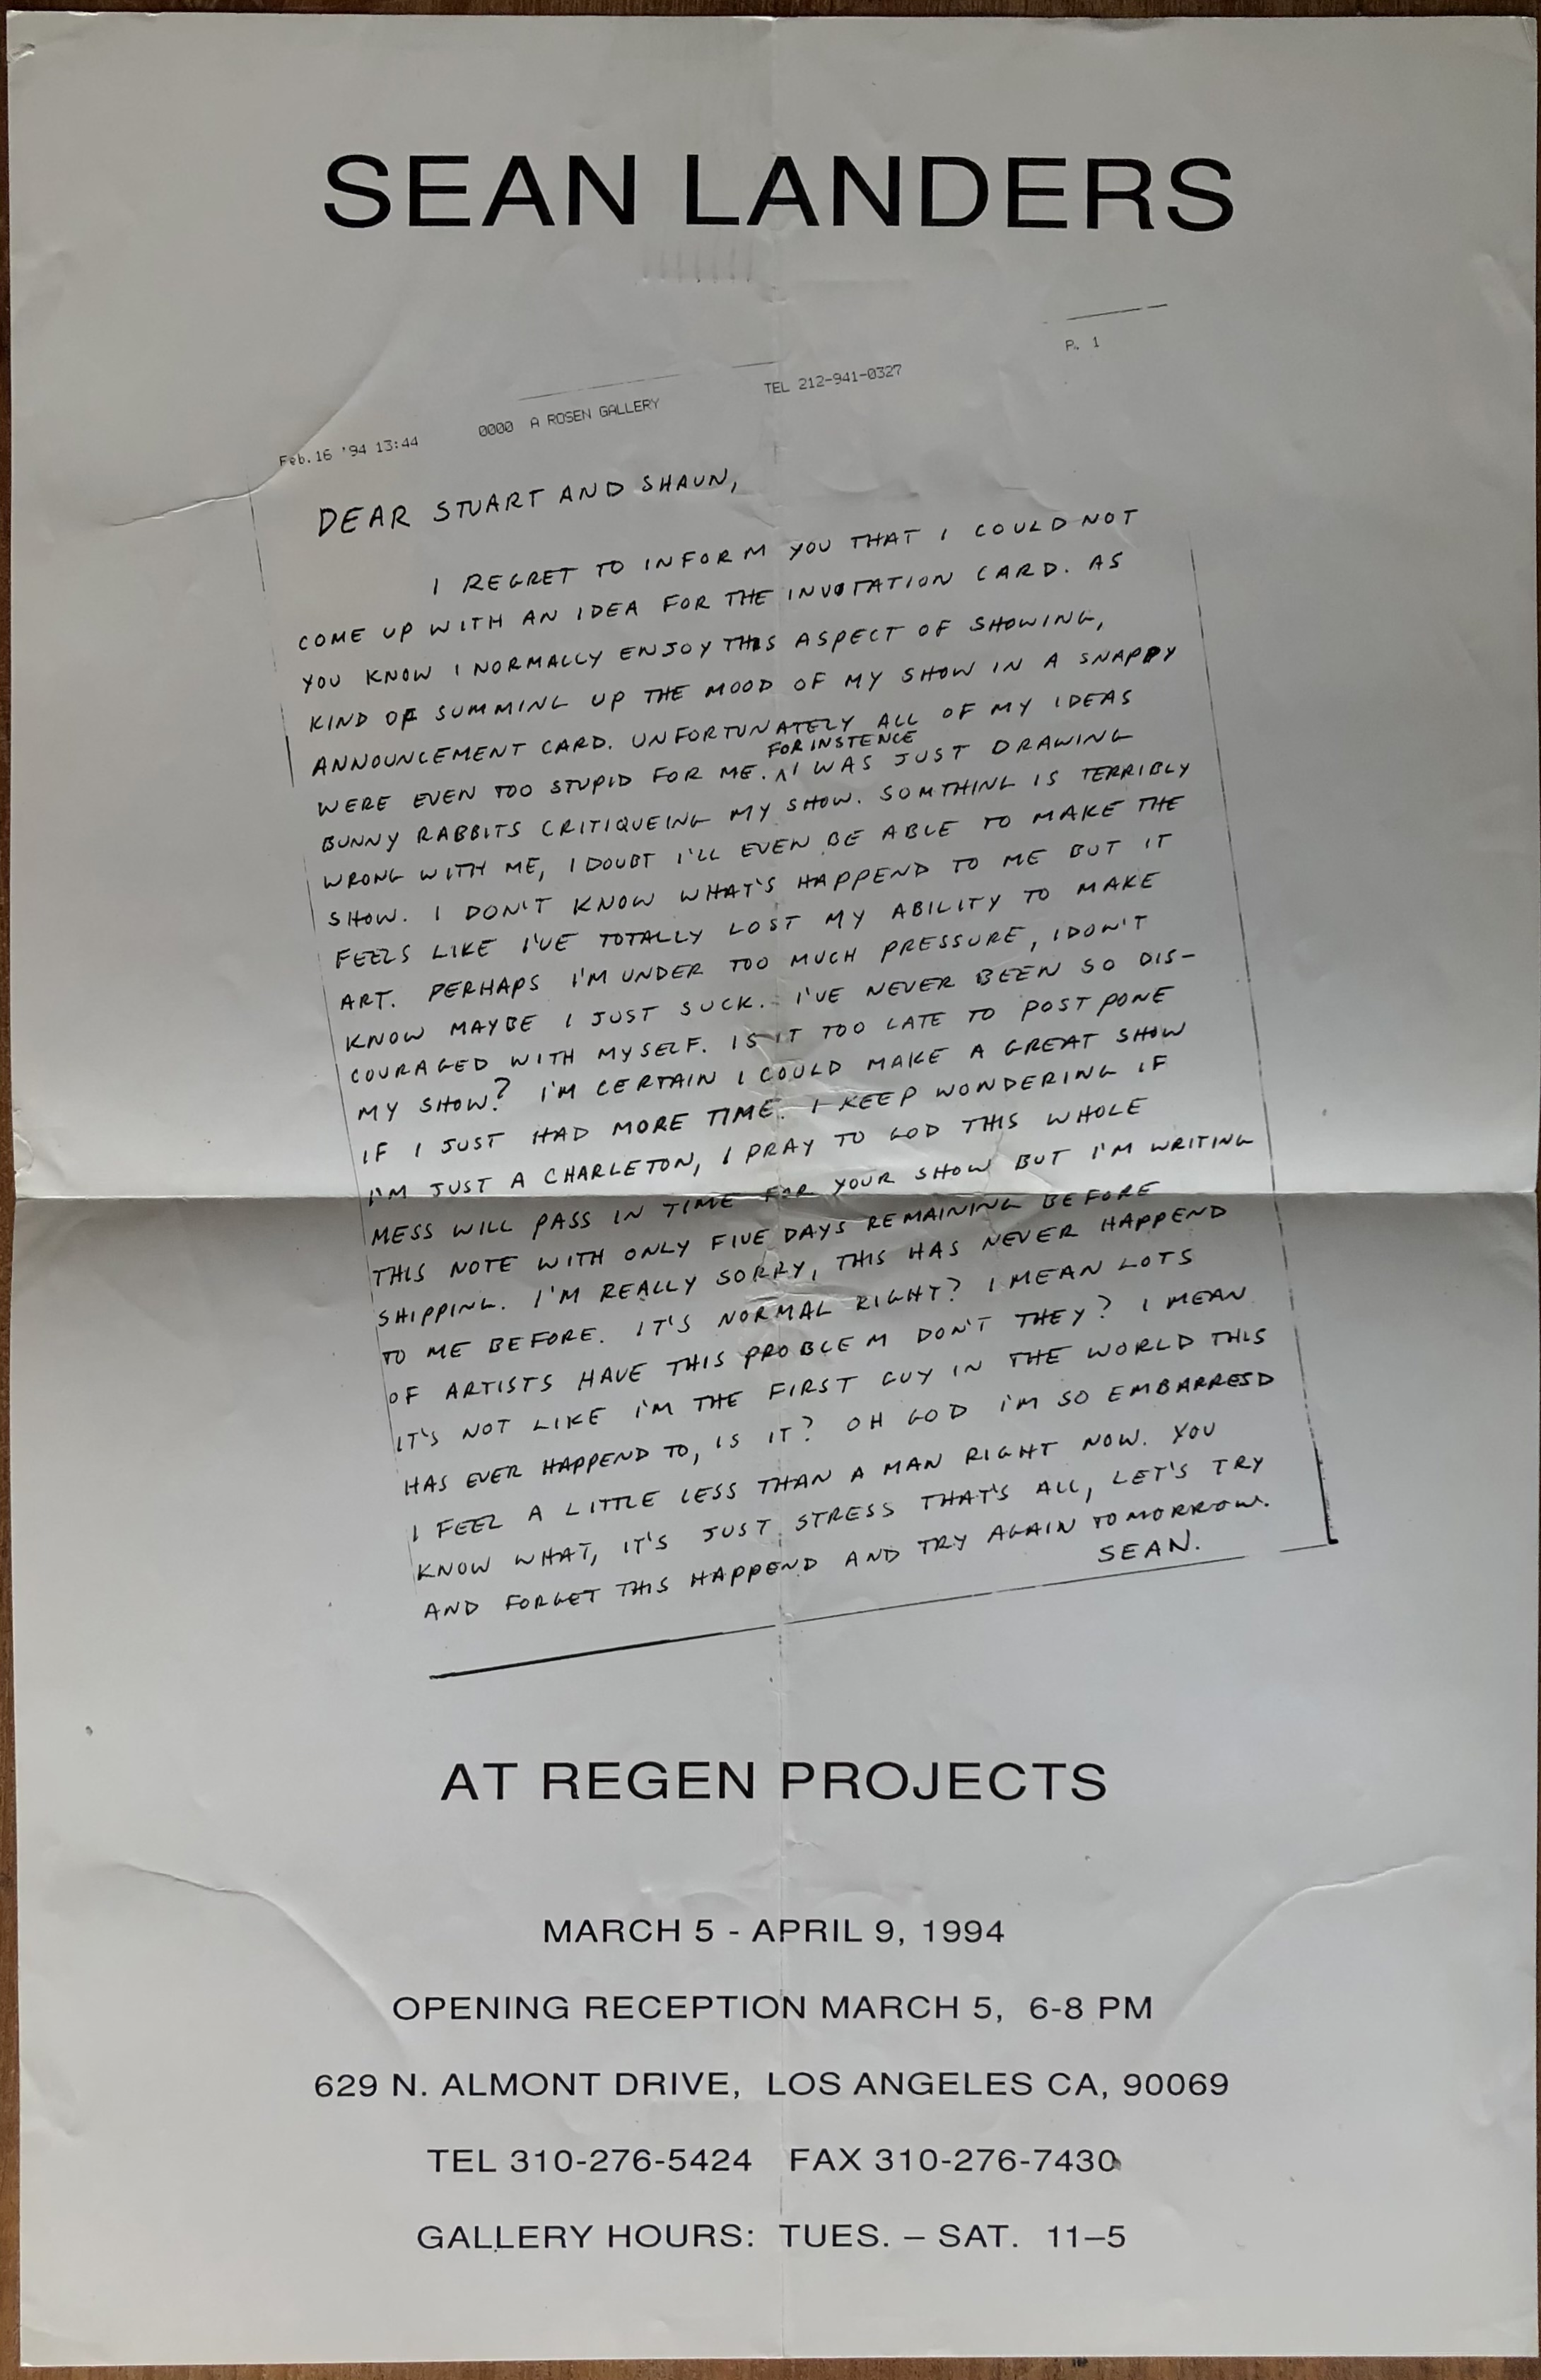 SEAN LANDERS
P. 1
Feb.16 '94 13:44 0000 A ROSEN GALLERY TEL 212-941-0327
DEAR STUART AND SHAUN,
I REGRET TO INFORM YOU THAT I COULD NOT
COME UP WITH AN IDEA FOR THE INVITATION CARD. AS
YOU KNOW I NORMALLY ENJOY THIS ASPECT OF SHOWING,
KIND OF SUMMING UP THE MOOD OF MY SHOW IN A SNAPPY
ANNOUNCEMENT CARD. UNFORTUNATELY ALL OF MY IDEAS
FOR INSTENCE
WERE EVEN TOO STUPID FOR ME. ^ I WAS JUST DRAWING
BUNNY RABBITS CRITIQUEING MY SHOW. SOMTHING IS TERRIBLY
WRONG WITH ME, I DOUBT I'LL EVEN BE ABLE TO MAKE THE
SHOW. I DON'T KNOW WHAT'S HAPPEND TO ME BUT IT
FEELS LIKE I'VE TOTALLY LOST MY ABILITY TO MAKE
ART. PERHAPS I'M UNDER TOO MUCH PRESSURE, I DON'T
KNOW MAYBE I JUST SUCK. I'VE NEVER BEEN SO DIS-
COURAGED WITH MYSELF. IS IT TOO LATE TO POSTPONE
MY SHOW? I'M CERTAIN I COULD MAKE A GREAT SHOW
IF I JUST HAD MORE TIME. I KEEP WONDERING IF
I'M JUST A CHARLETON, I PRAY TO GOD THIS WHOLE
MESS WILL PASS IN TIME FOR YOUR SHOW BUT I'M WRITING
THIS NOTE WITH ONLY FIVE DAYS REMAINING BEFORE
SHIPPING. I'M REALLY SORRY, THIS HAS NEVER HAPPEND
TO ME BEFORE. IT'S NORMAL RIGHT? I MEAN LOTS
OF ARTISTS HAVE THIS PROBLEM DON'T THEY? I MEAN
IT'S NOT LIKE I'M THE FIRST GUY IN THE WORLD THIS
HAS EVER HAPPEND TO, IS IT? OH GOD I'M SO EMBARRESD
I FEEL A LITTLE LESS THAN A MAN RIGHT NOW. YOU
KNOW WHAT, IT'S JUST STRESS THAT'S ALL, LET'S TRY
AND FORGET THIS HAPPEND AND TRY AGAIN TOMORROW.
SEAN.
AT REGEN PROJECTS
MARCH 5 - APRIL 9, 1994
OPENING RECEPTION MARCH 5, 6-8 PM
629 N. ALMONT DRIVE, LOS ANGELES CA, 90069
TEL 310-276-5424 FAX 310-276-7430
GALLERY HOURS: TUES. – SAT. 11–5